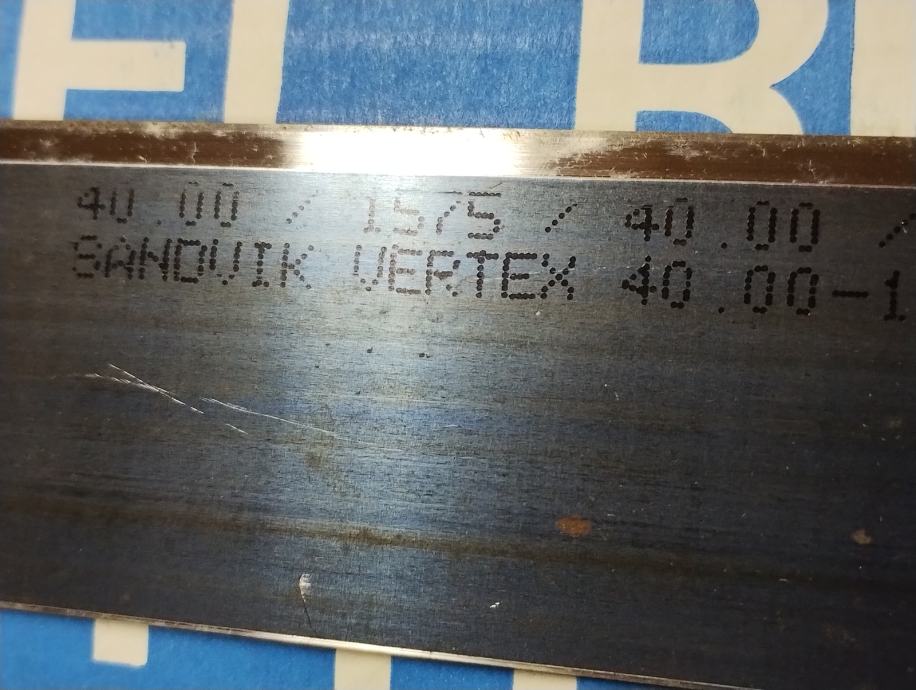 40.00 / 15/5 / 40.00 /
SANDVIK VERTEX 40.00-1